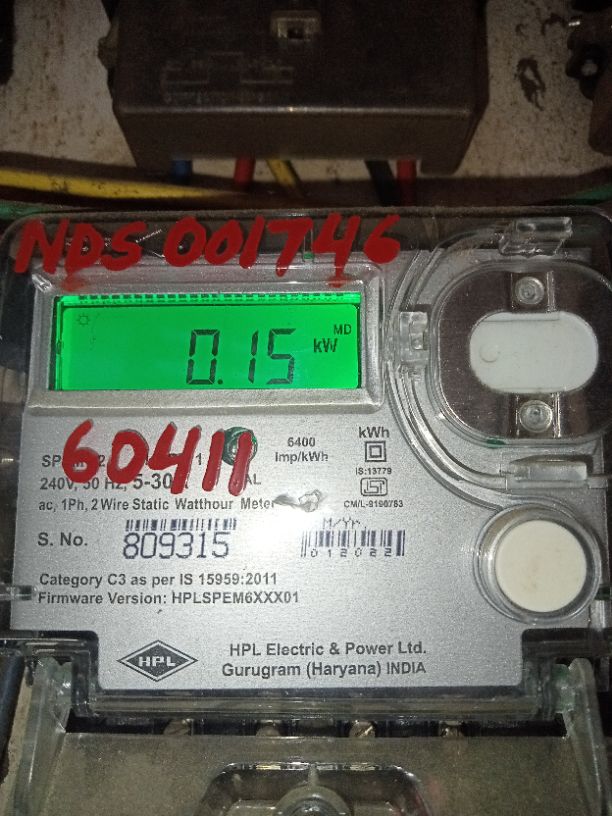 NDS 001746
MD
0.15 kW
60411
6400
imp/kWh
kWh
240V, 50 Hz, 5-30
IS:13779
ac, 1Ph, 2 Wire Static Watthour Meter
CM/L-9190783
S. No. 809315
M/Yr.
012022
Category C3 as per IS 15959:2011
Firmware Version: HPLSPEM6XXX01
HPL
HPL Electric & Power Ltd.
Gurugram (Haryana) INDIA